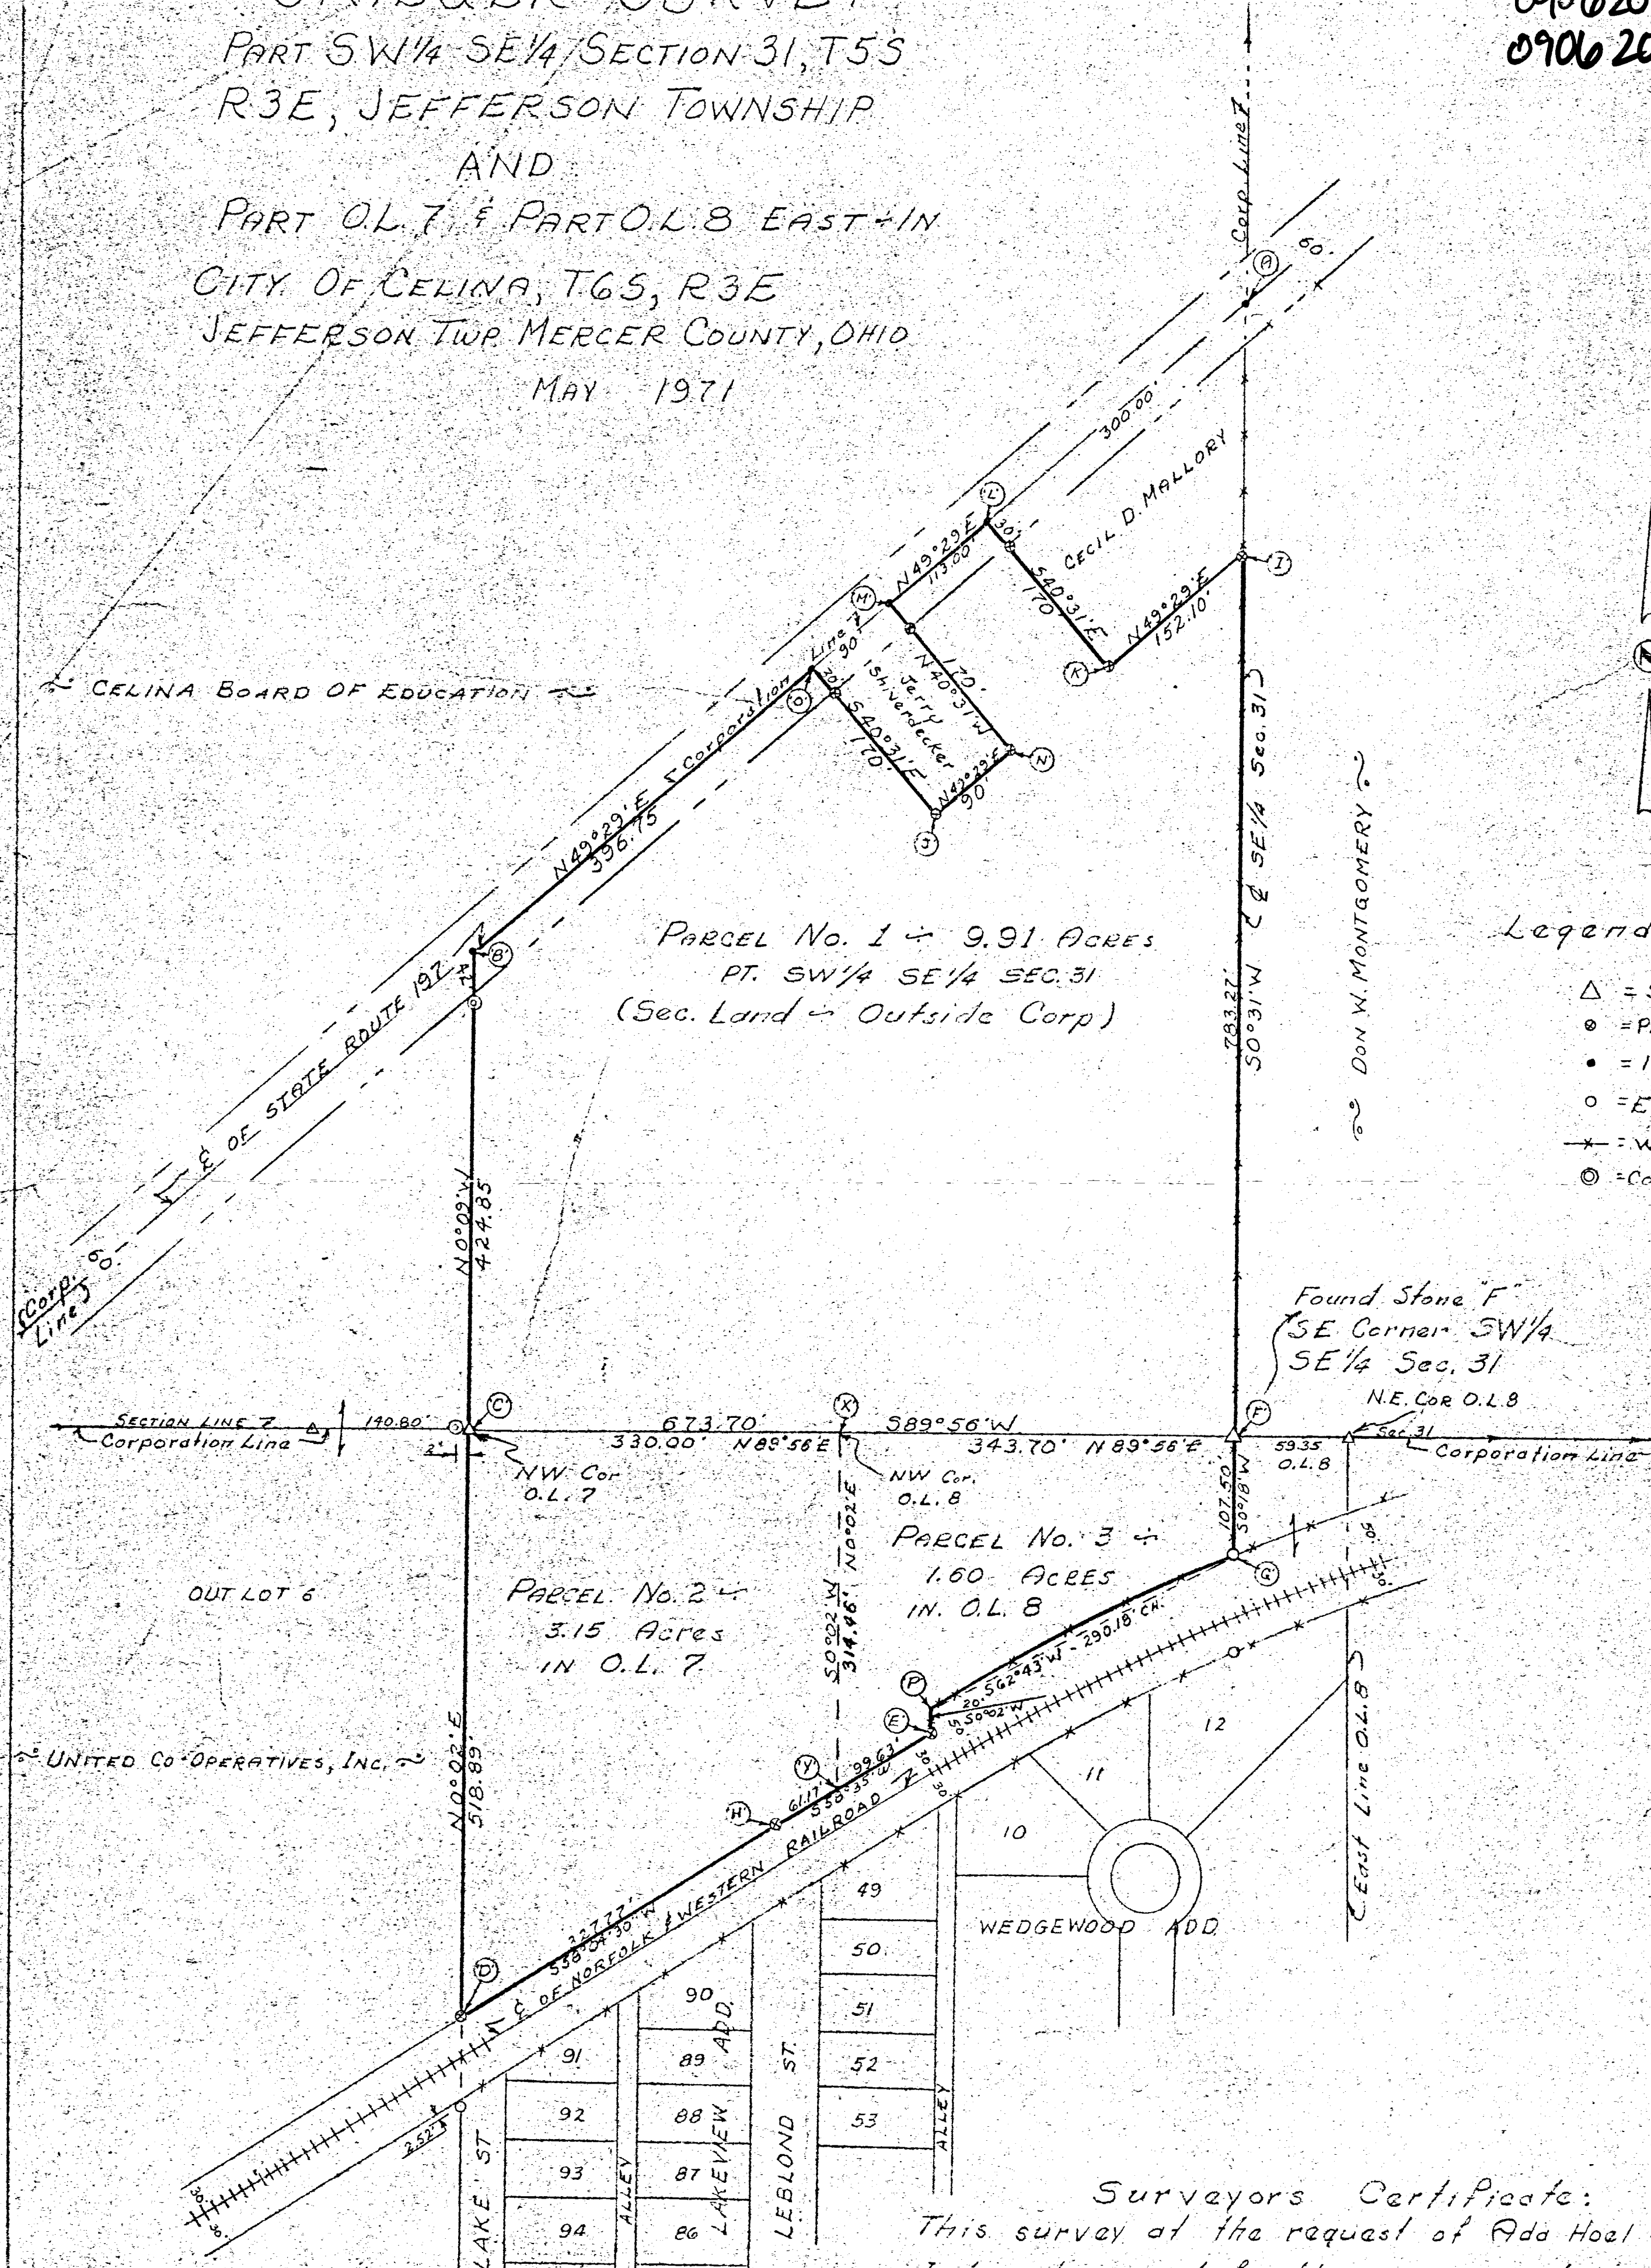 PART SW¼ SE¼ SECTION 31, T5S
R3E, JEFFERSON TOWNSHIP
AND
PART O.L. 7 & PART O.L. 8 EAST - IN
CITY OF CELINA, T6S, R3E
JEFFERSON TWP. MERCER COUNTY, OHIO
MAY 1971
0906 20
Corp Line
A
60.
300.00'
CECIL D. MALLORY
L
N49°29'E
113.00'
30'
S40°31'E
170'
N49°29'E
152.10'
I
K
M
Line
90'
170'
N40°31'W
Jerry
Shiverdecker
O
30'
S40°31'E
170'
N
N49°29'E
90'
J
CELINA BOARD OF EDUCATION
Corporation
N49°29'E
396.75
B
42'
℄ OF STATE ROUTE 197
60.
Corp.
Line
PARCEL No. 1 - 9.91 ACRES
PT. SW¼ SE¼ SEC. 31
(Sec. Land - Outside Corp)
783.27'
S0°31'W
SE¼ Sec. 31
DON W. MONTGOMERY
Legend
△ =
⊗ = P
• = I
○ = E
-x- = W
◎ = Co
N0°09'W
424.85
Found Stone "F"
SE Corner SW¼
SE¼ Sec. 31
N.E. COR O.L. 8
SECTION LINE
Corporation Line
140.80'
2'
C
673.70'
X
S89°56'W
330.00' N89°56'E
343.70' N89°56'E
F
59.35
O.L. 8
Sec. 31
Corporation Line
NW Cor
O.L. 7
NW Cor.
O.L. 8
107.50'
S0°18'W
G
OUT LOT 6
PARCEL No. 2 -
3.15 Acres
IN O.L. 7
S0°02'W
314.46' N0°02'E
PARCEL No. 3 -
1.60 ACRES
IN O.L. 8
S62°43'W - 290.18' CH.
20.
S0°02'W
P
E
Y
H
61.17'
99.63'
S58°35'W
30
30
50
30
UNITED CO-OPERATIVES, INC.
N0°02'E
518.89'
D
327.77'
S58°04'30"W
℄ OF NORFOLK & WESTERN RAILROAD
12
11
10
WEDGEWOOD ADD.
East Line O.L. 8
49
50
51
52
53
90
89
88
87
86
91
92
93
94
LAKEVIEW ADD.
LAKE ST
ALLEY
LEBLOND ST.
ALLEY
2.52'
30
Surveyors Certificate:
This survey at the request of Ada Hoel